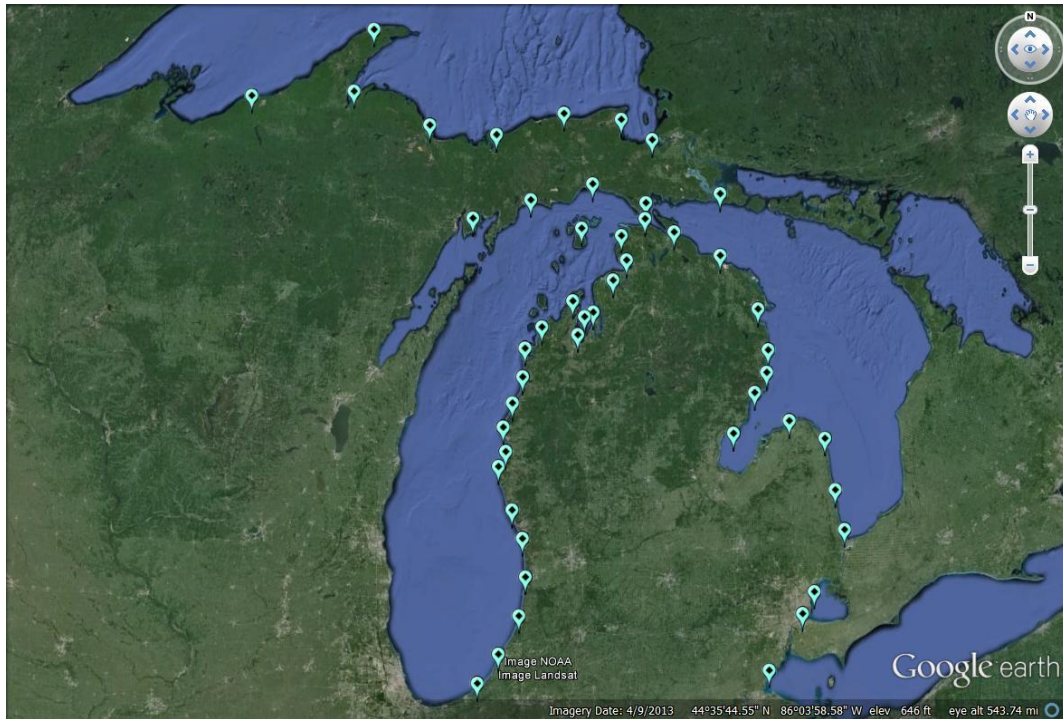 N
Image NOAA
Image Landsat
Google earth
Imagery Date: 4/9/2013 44°35'44.55" N 86°03'58.58" W elev 646 ft eye alt 543.74 mi